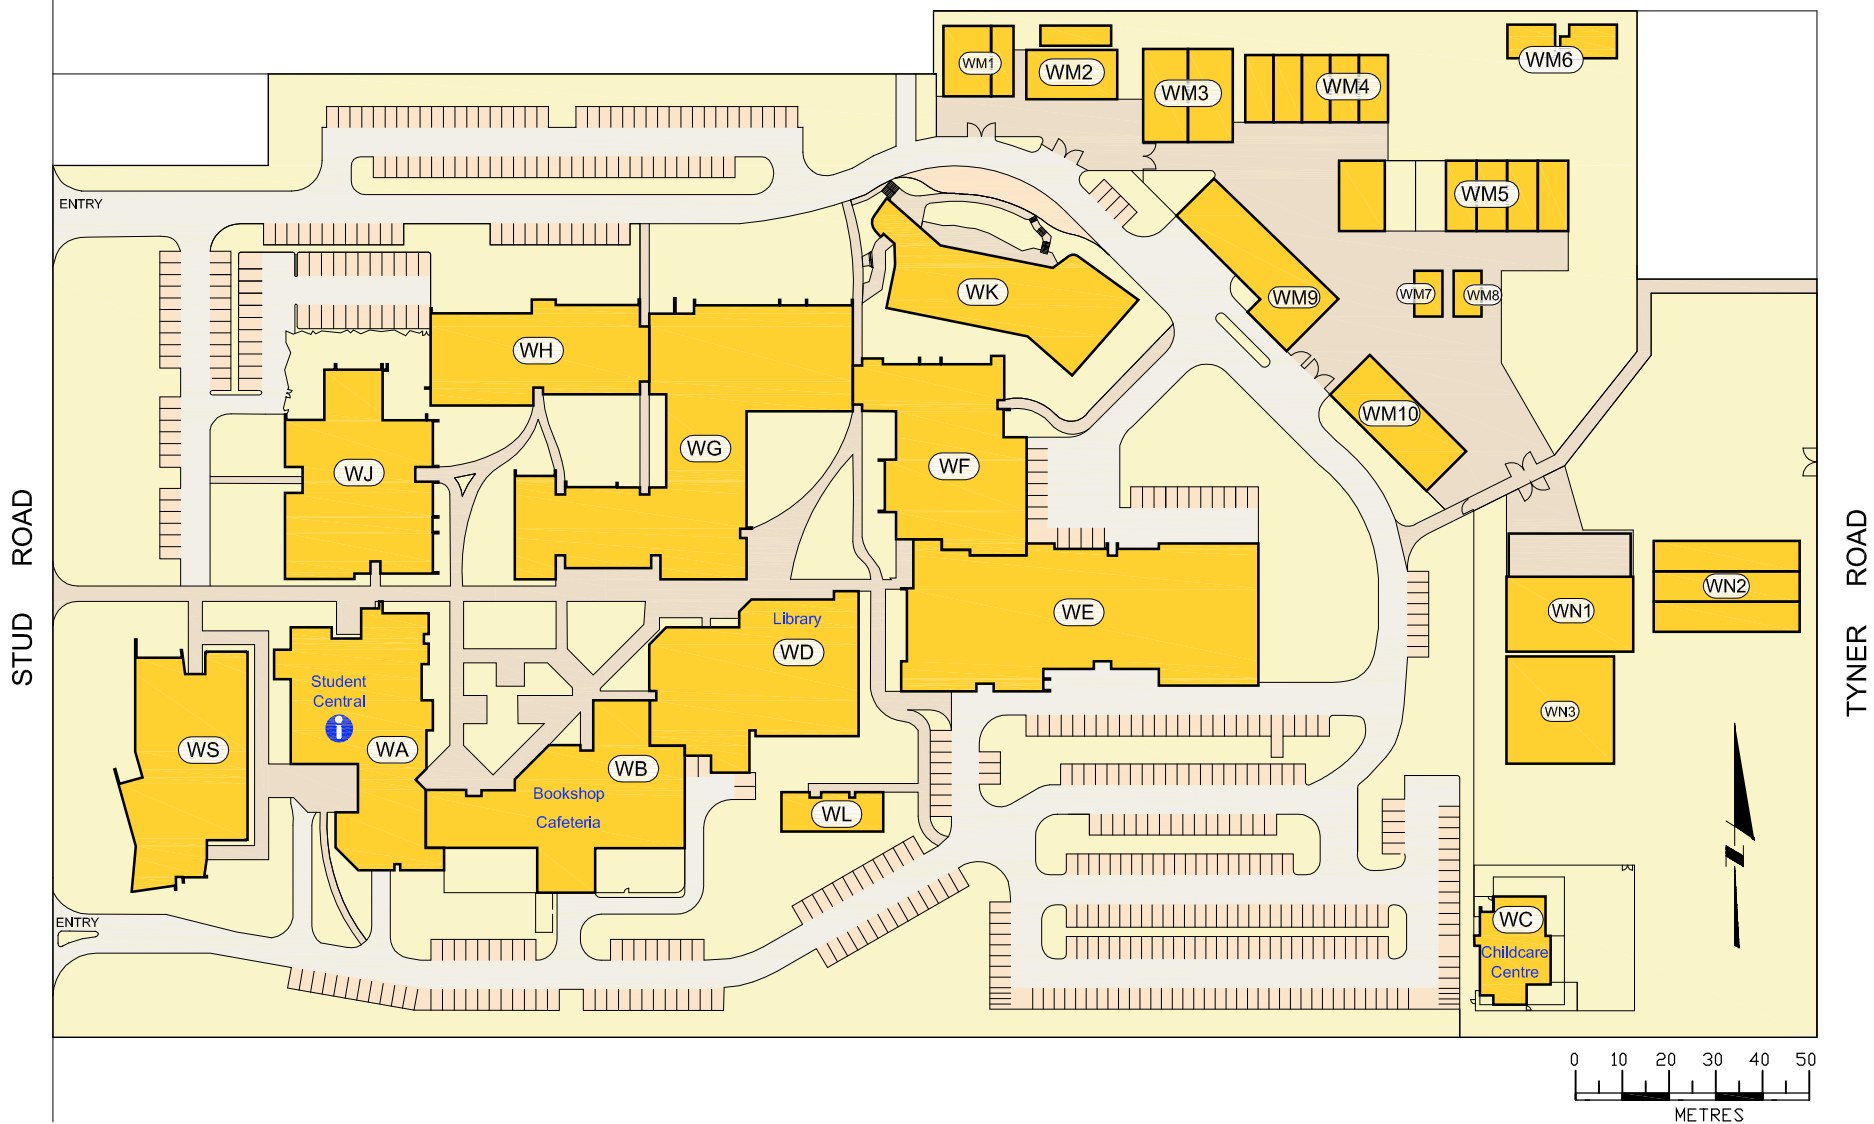 WM1
WM2
WM3
WM4
WM6
WM5
ENTRY
WK
WM9
WM7
WM8
WH
WM10
WG
WF
WJ
STUD ROAD
TYNER ROAD
WE
WN1
WN2
Library
WD
Student
Central
i
WS
WA
WB
WN3
Bookshop
Cafeteria
WL
ENTRY
WC
Childcare
Centre
N
0 10 20 30 40 50
METRES